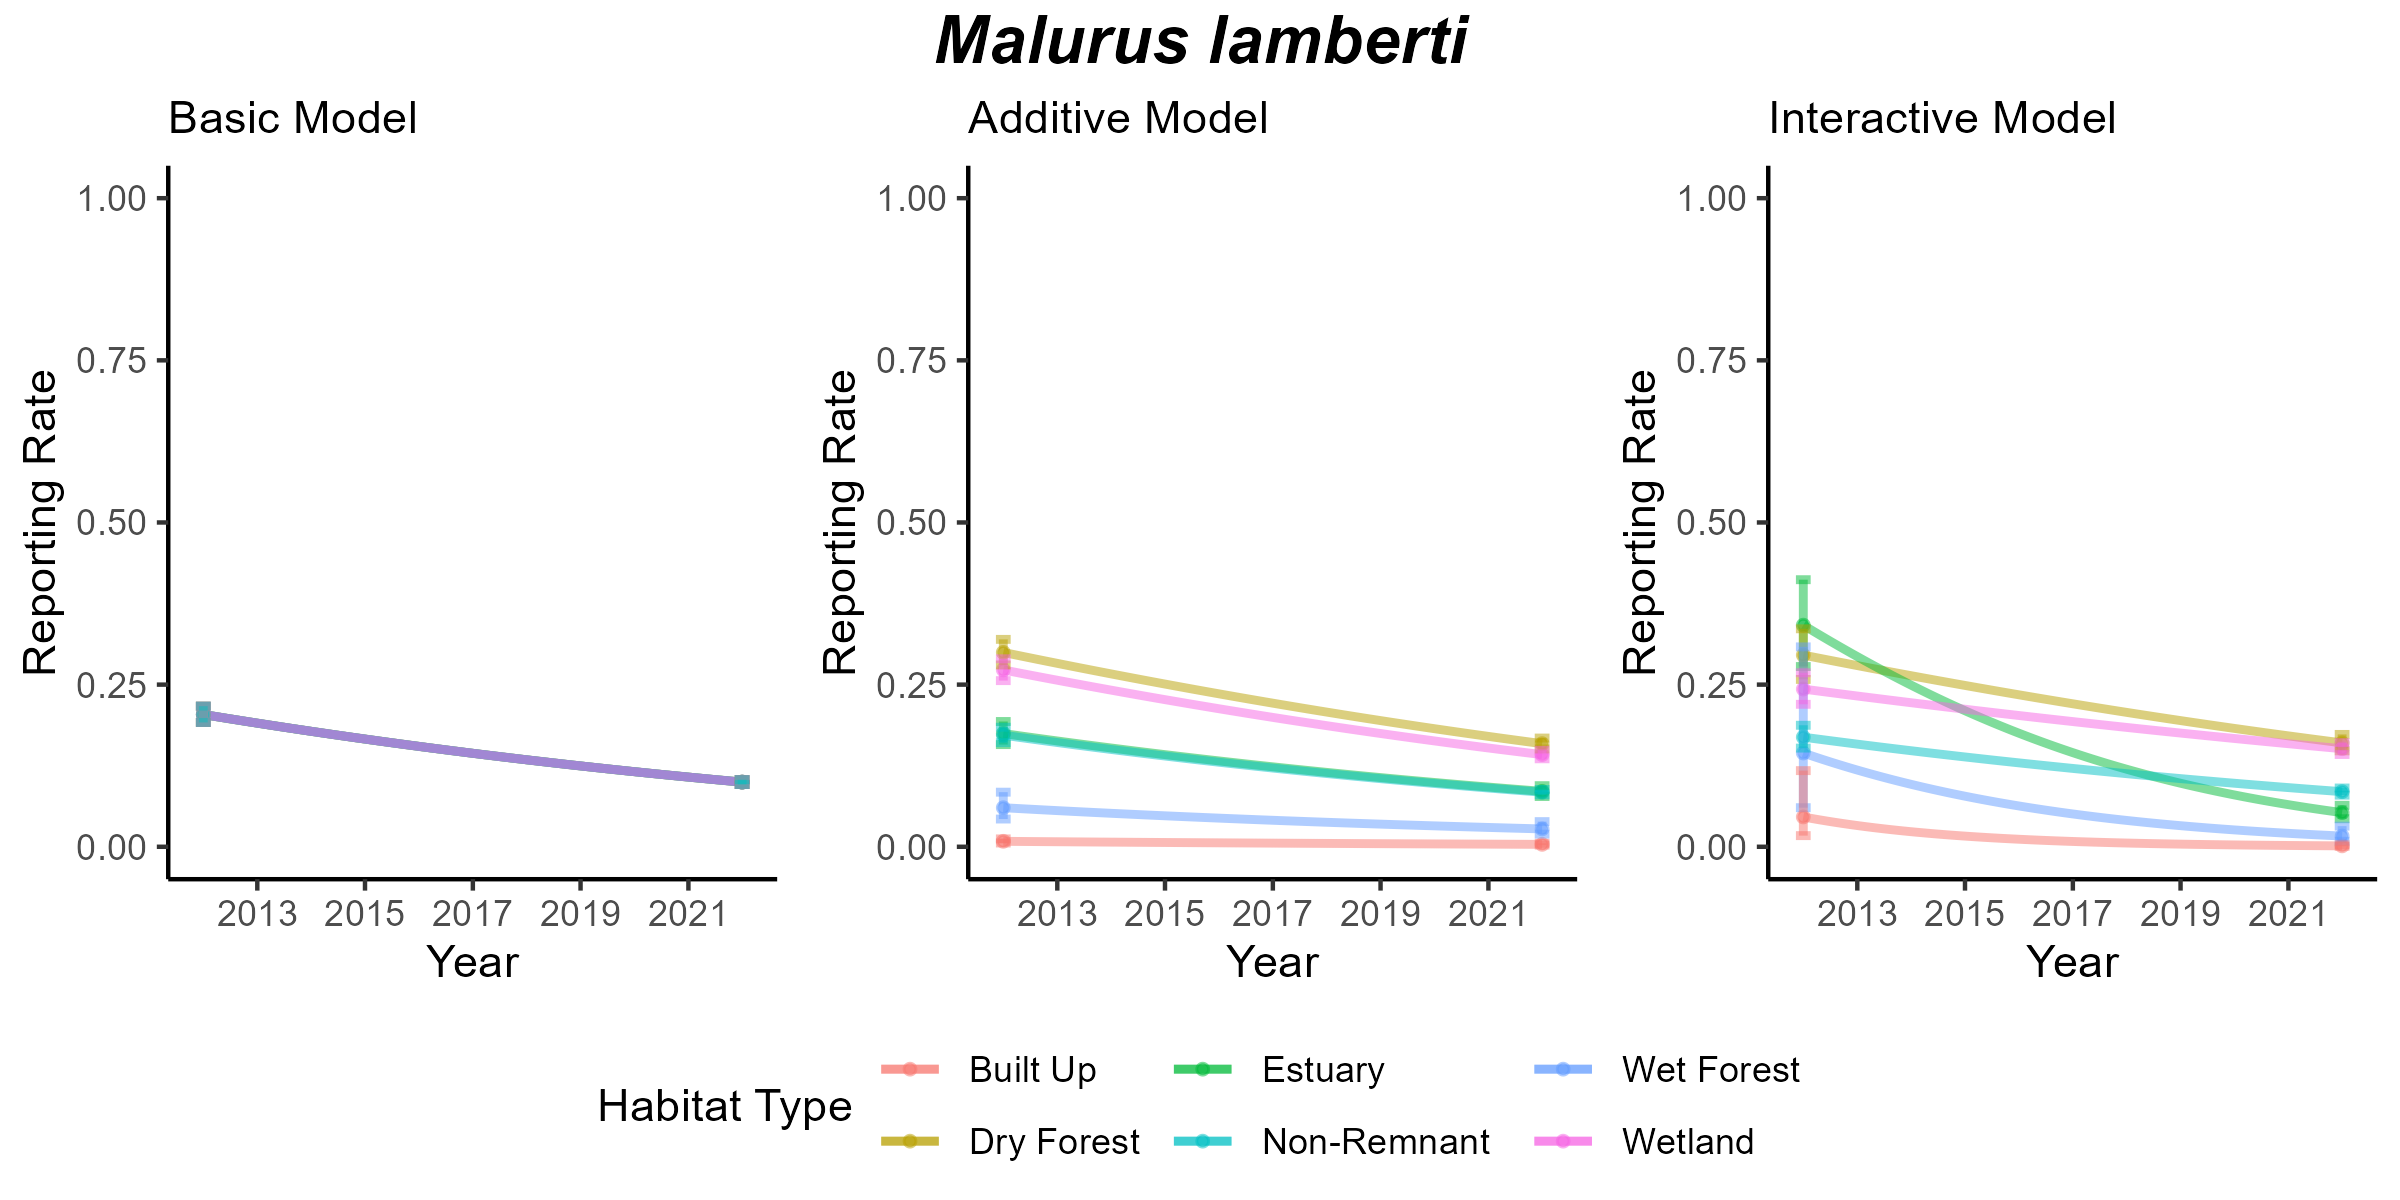 Malurus lamberti
Basic Model
Additive Model
Interactive Model
Reporting Rate
1.00
0.75
0.50
0.25
0.00
2013 2015 2017 2019 2021
Year
Reporting Rate
1.00
0.75
0.50
0.25
0.00
2013 2015 2017 2019 2021
Year
Reporting Rate
1.00
0.75
0.50
0.25
0.00
2013 2015 2017 2019 2021
Year
Habitat Type
Built Up
Estuary
Wet Forest
Dry Forest
Non-Remnant
Wetland